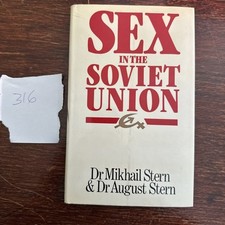 316
SEX
IN THE
SOVIET
UNION
Dr Mikhail Stern
& Dr August Stern